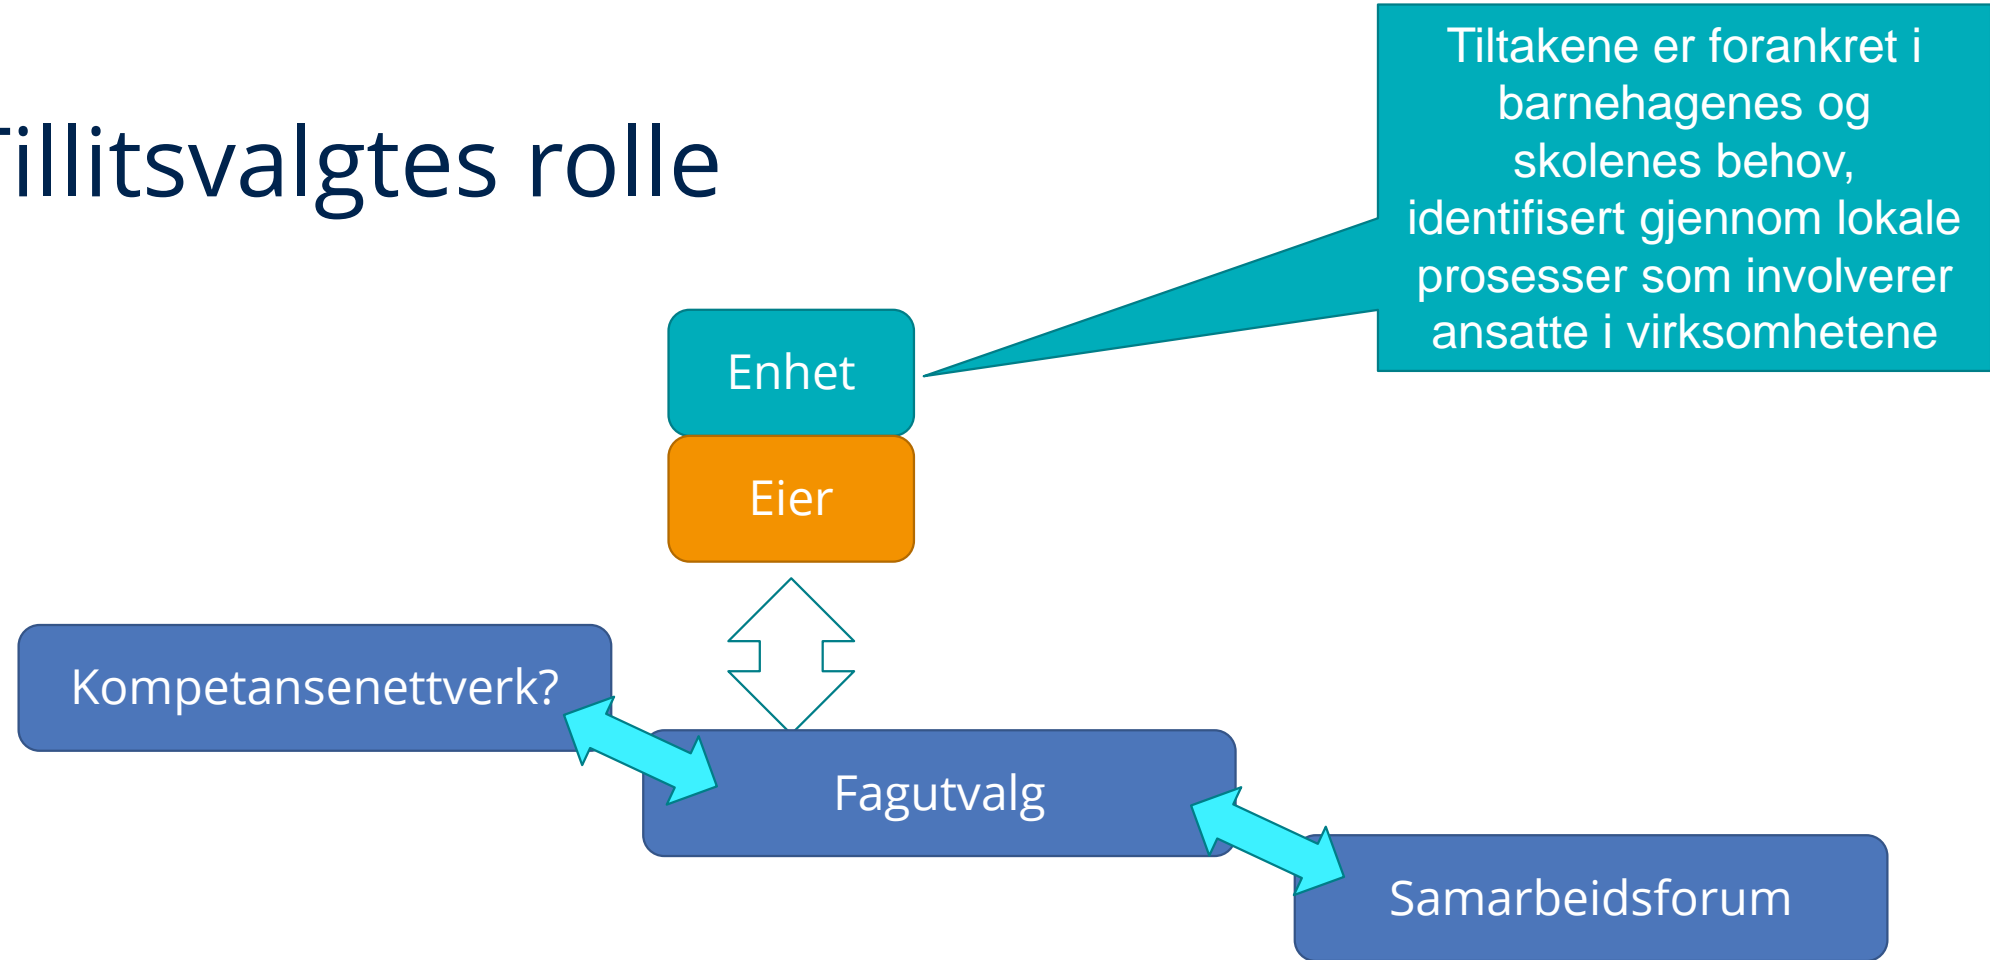 Tillitsvalgtes rolle
Tiltakene er forankret i
barnehagenes og
skolenes behov,
identifisert gjennom lokale
prosesser som involverer
ansatte i virksomhetene
Enhet
Eier
Kompetansenettverk?
Fagutvalg
Samarbeidsforum